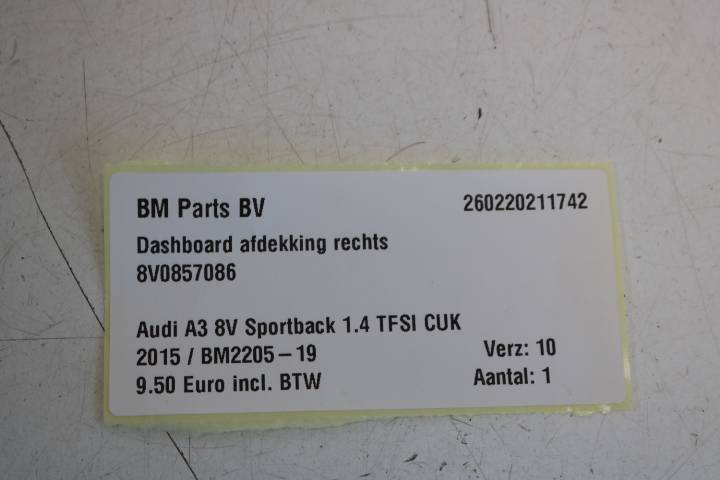 BM Parts BV 260220211742
Dashboard afdekking rechts
8V0857086
Audi A3 8V Sportback 1.4 TFSI CUK
2015 / BM2205-19 Verz: 10
9.50 Euro incl. BTW Aantal: 1